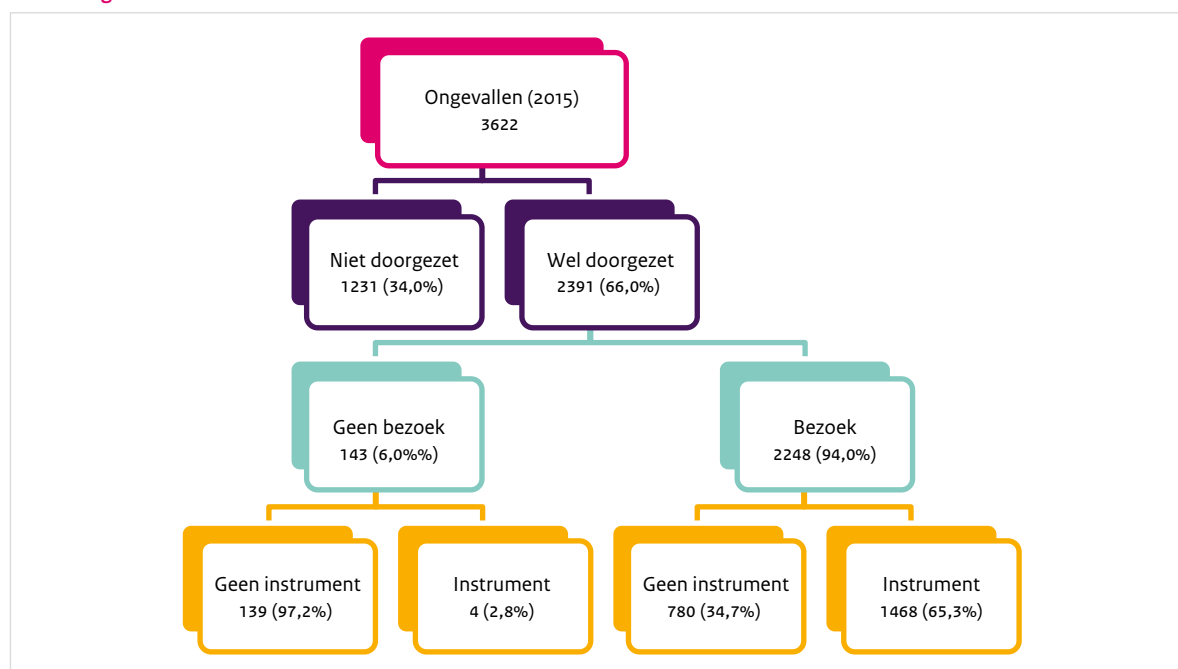 Ongevallen (2015)
3622
Niet doorgezet
1231 (34,0%)
Wel doorgezet
2391 (66,0%)
Geen bezoek
143 (6,0%%)
Bezoek
2248 (94,0%)
Geen instrument
139 (97,2%)
Instrument
4 (2,8%)
Geen instrument
780 (34,7%)
Instrument
1468 (65,3%)